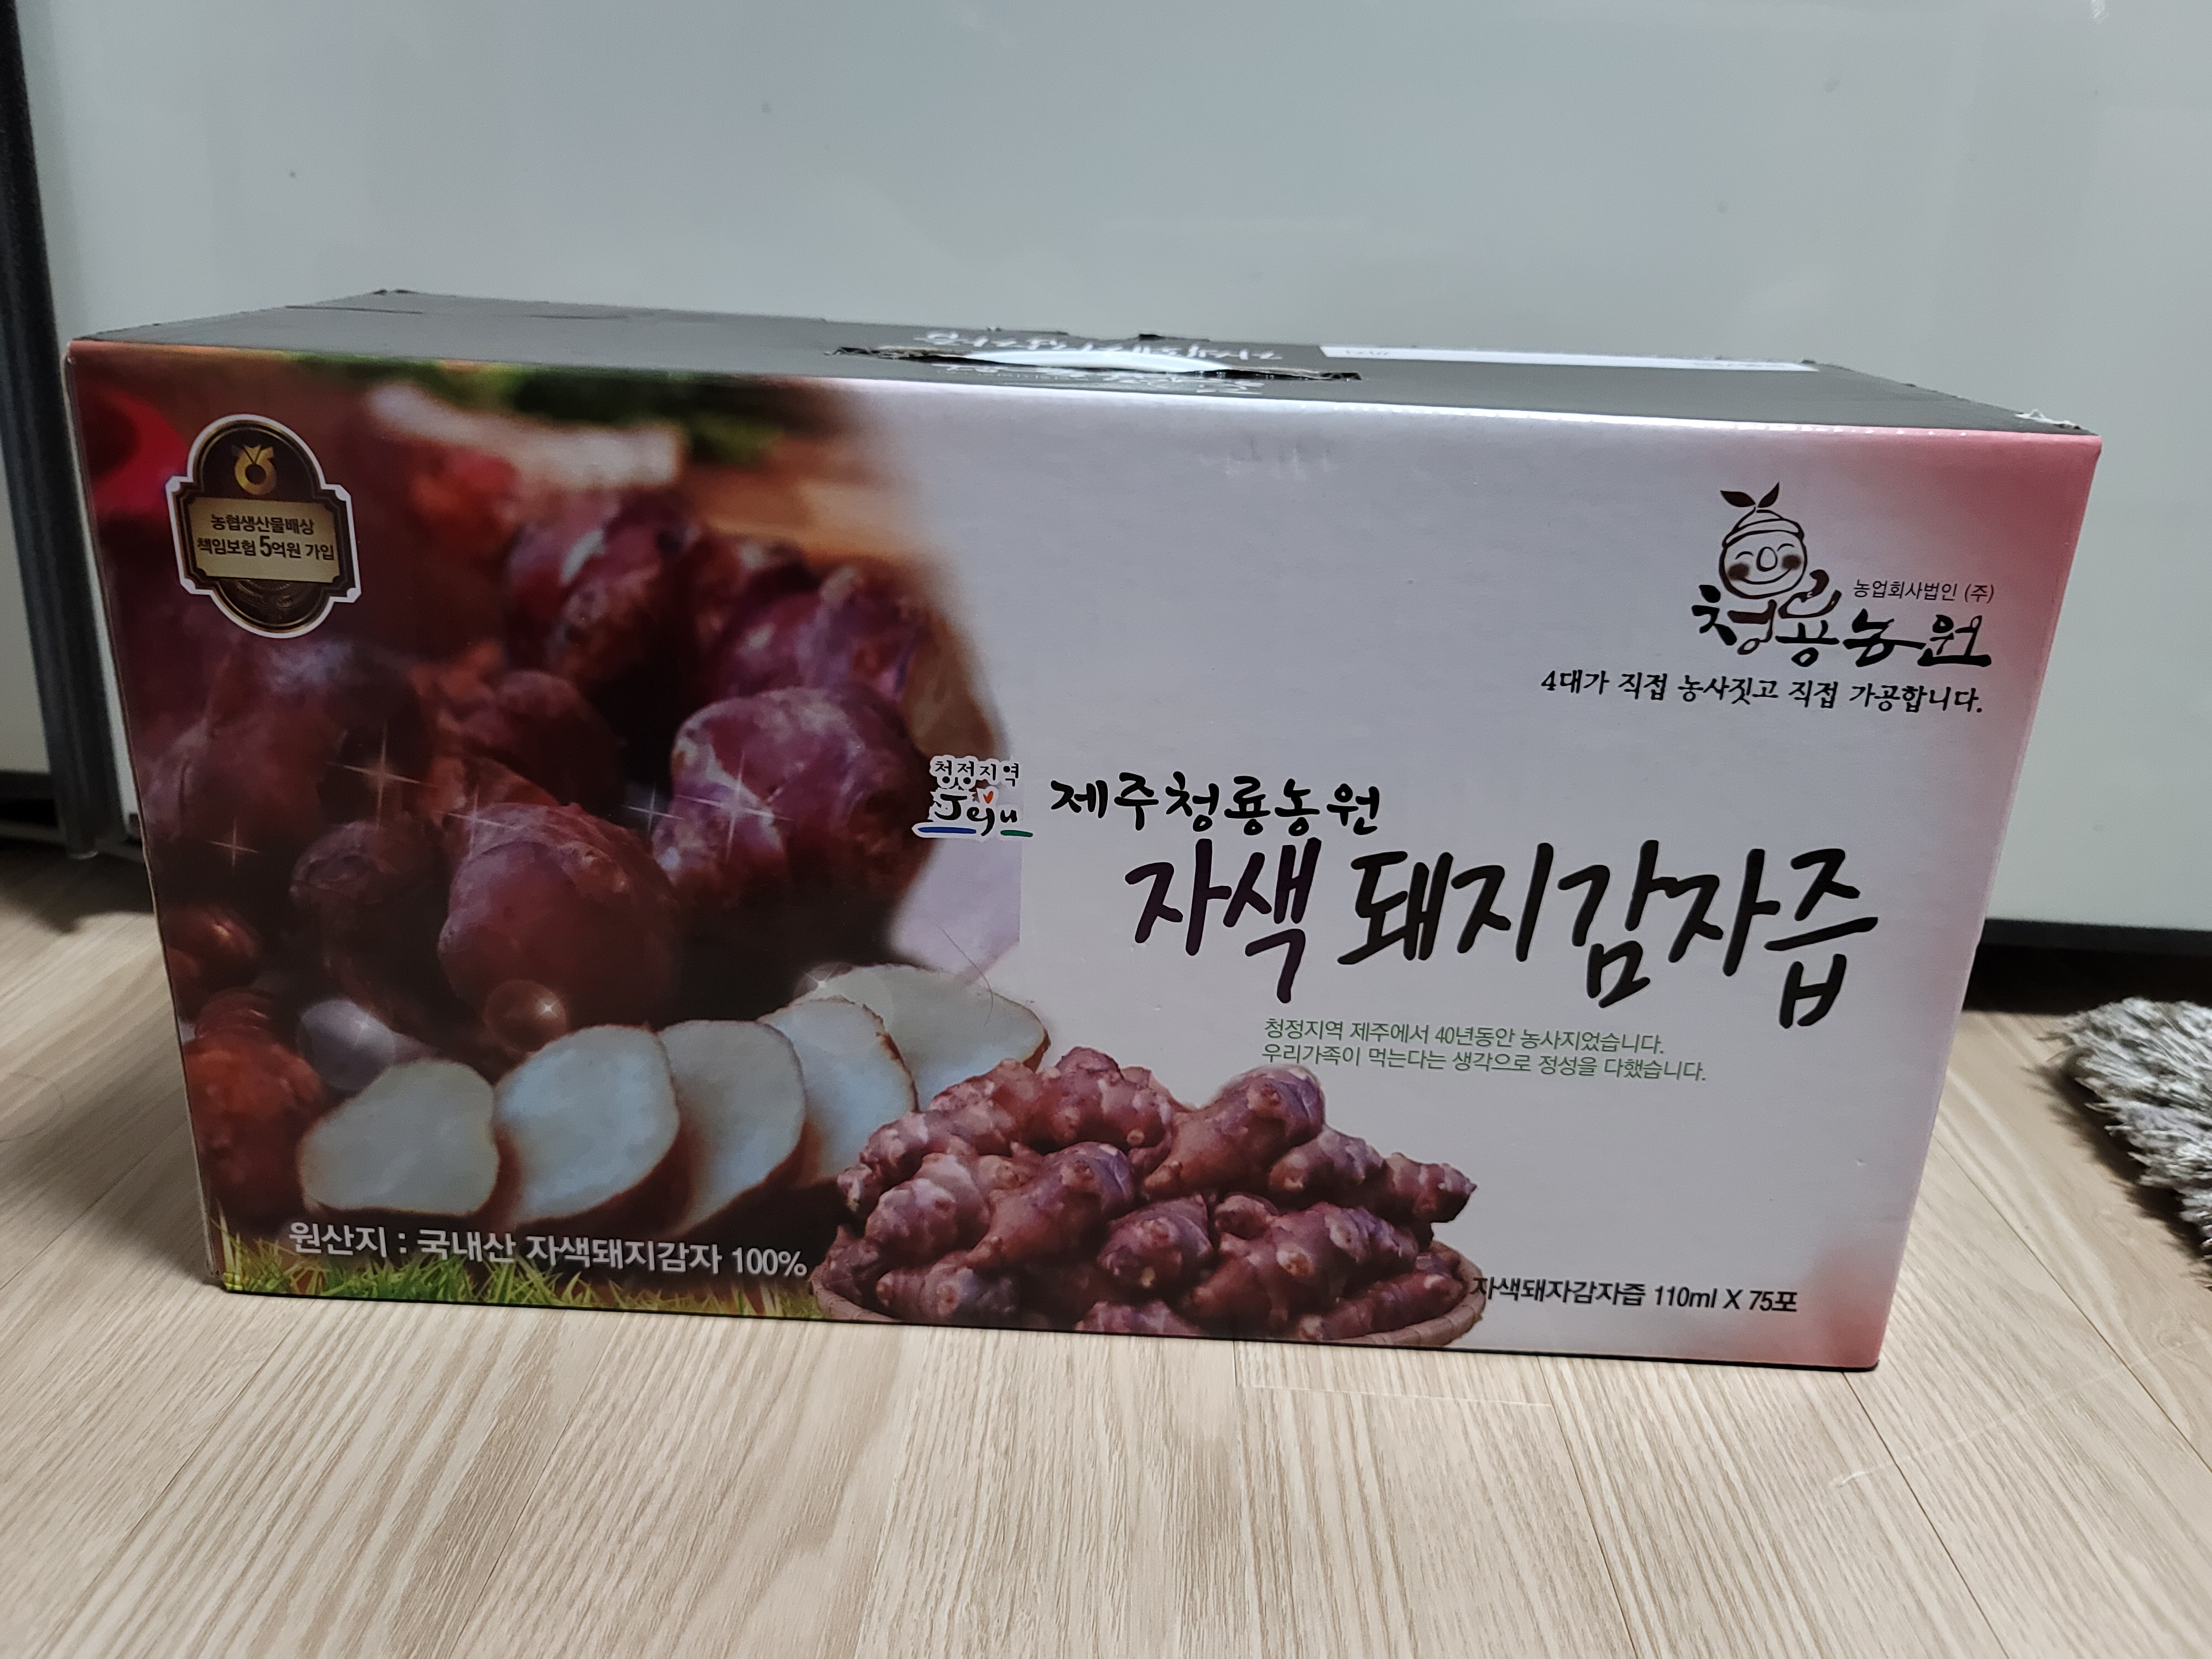 농협생산물배상
책임보험 5억원 가입
농업회사법인 (주)
청룡농원
4대가 직접 농사짓고 직접 가공합니다.
청정지역
Jeju
제주청룡농원
자색 돼지감자즙
청정지역 제주에서 40년동안 농사지었습니다.
우리가족이 먹는다는 생각으로 정성을 다했습니다.
원산지 : 국내산 자색돼지감자 100%
자색돼자감자즙 110ml X 75포